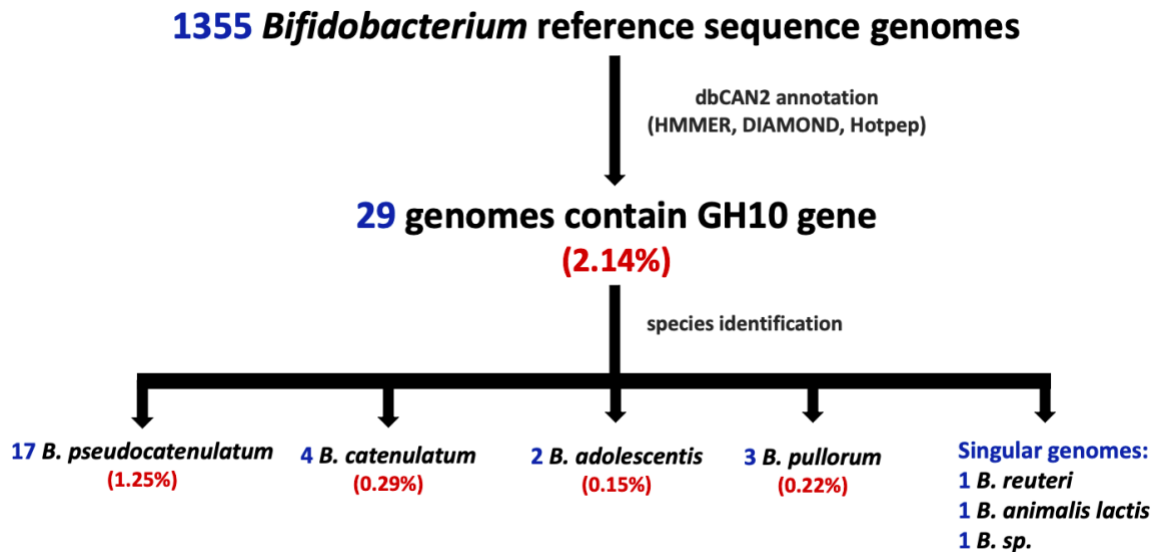 1355 Bifidobacterium reference sequence genomes
dbCAN2 annotation
(HMMER, DIAMOND, Hotpep)
29 genomes contain GH10 gene
(2.14%)
species identification
17 B. pseudocatenulatum
(1.25%)
4 B. catenulatum
(0.29%)
2 B. adolescentis
(0.15%)
3 B. pullorum
(0.22%)
Singular genomes:
1 B. reuteri
1 B. animalis lactis
1 B. sp.